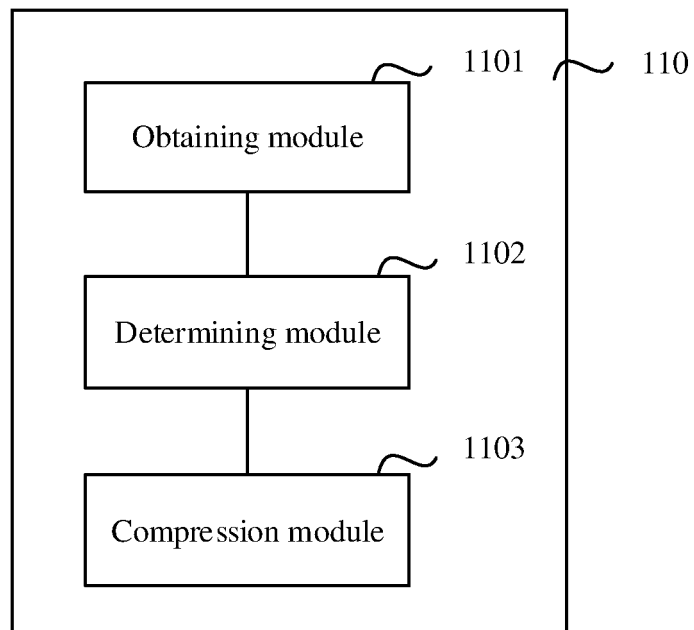 1101
110
Obtaining module
1102
Determining module
1103
Compression module